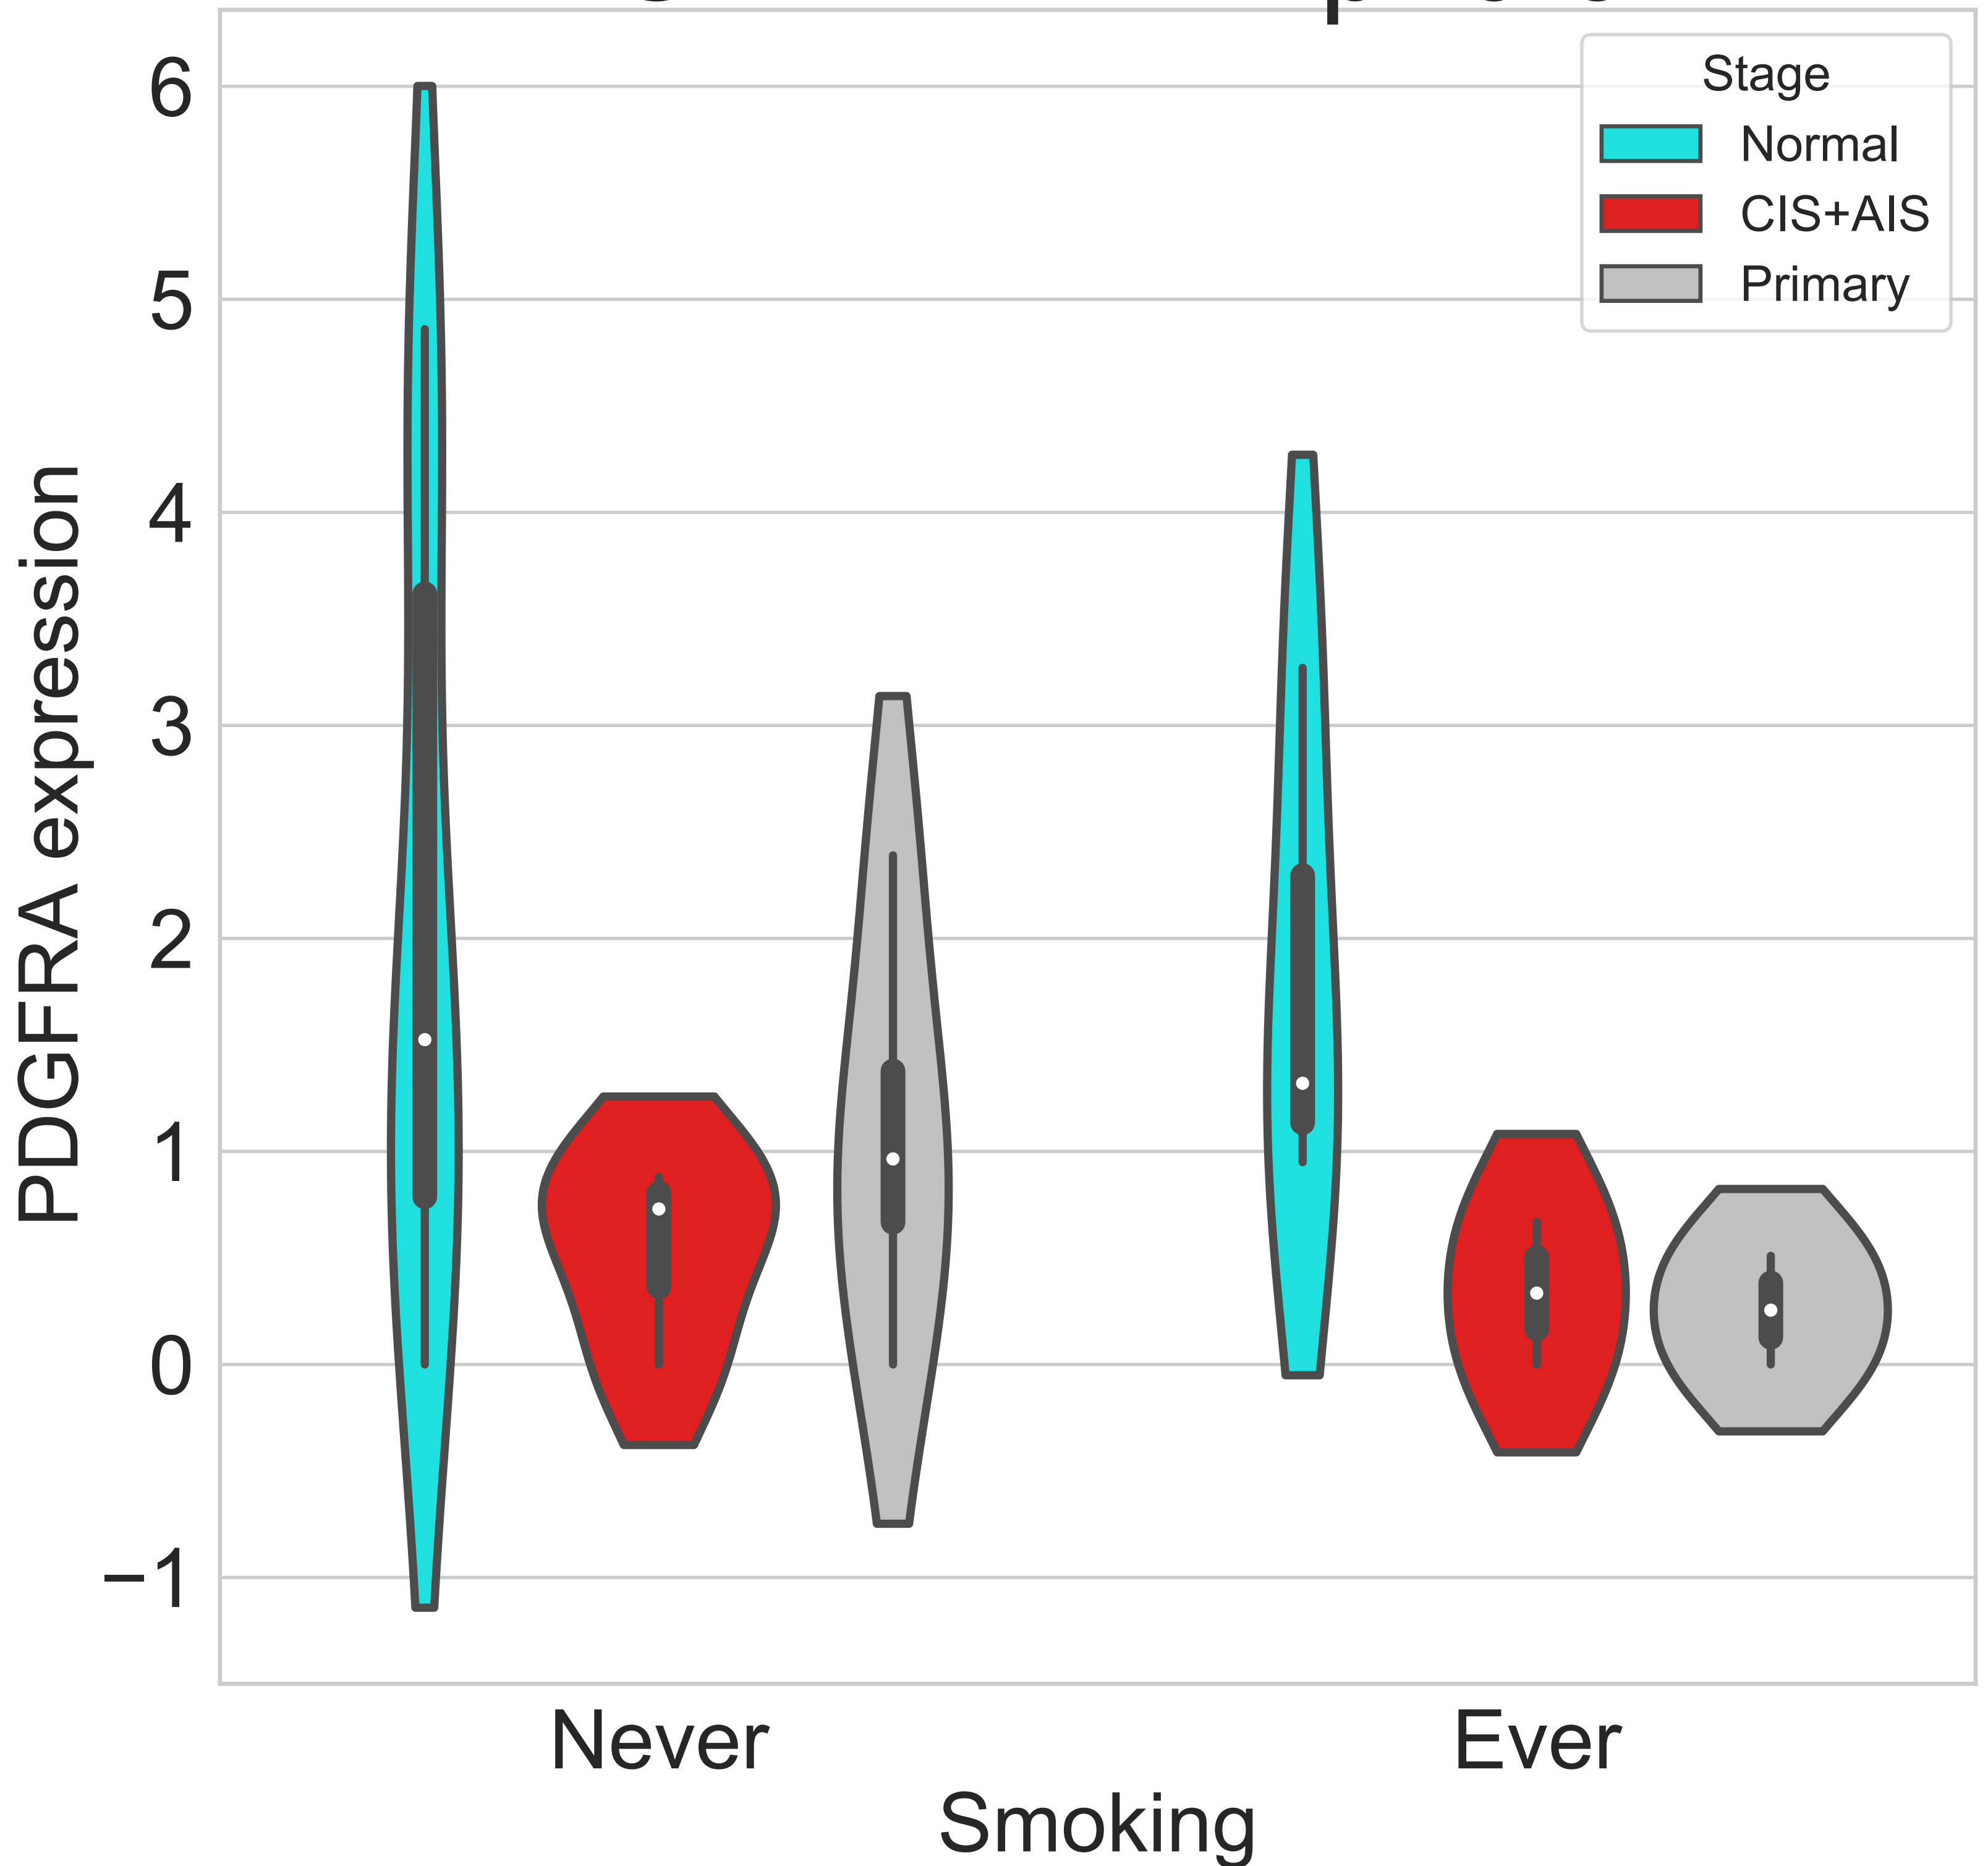 6
5
4
3
2
1
0
−1
PDGFRA expression
Stage
Normal
CIS+AIS
Primary
Never
Ever
Smoking